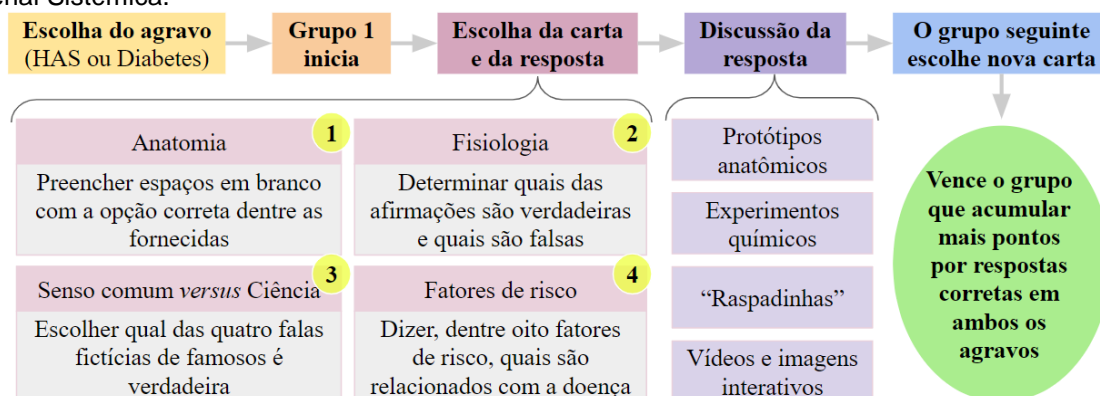 Escolha do agravo
(HAS ou Diabetes)
Grupo 1
inicia
Escolha da carta
e da resposta
Discussão da
resposta
O grupo seguinte
escolhe nova carta
Anatomia
1
Preencher espaços em branco
com a opção correta dentre as
fornecidas
Fisiologia
2
Determinar quais das
afirmações são verdadeiras
e quais são falsas
Senso comum versus Ciência
3
Escolher qual das quatro falas
fictícias de famosos é
verdadeira
Fatores de risco
4
Dizer, dentre oito fatores
de risco, quais são
relacionados com a doença
Protótipos
anatômicos
Experimentos
químicos
“Raspadinhas”
Vídeos e imagens
interativos
Vence o grupo
que acumular
mais pontos
por respostas
corretas em
ambos os
agravos